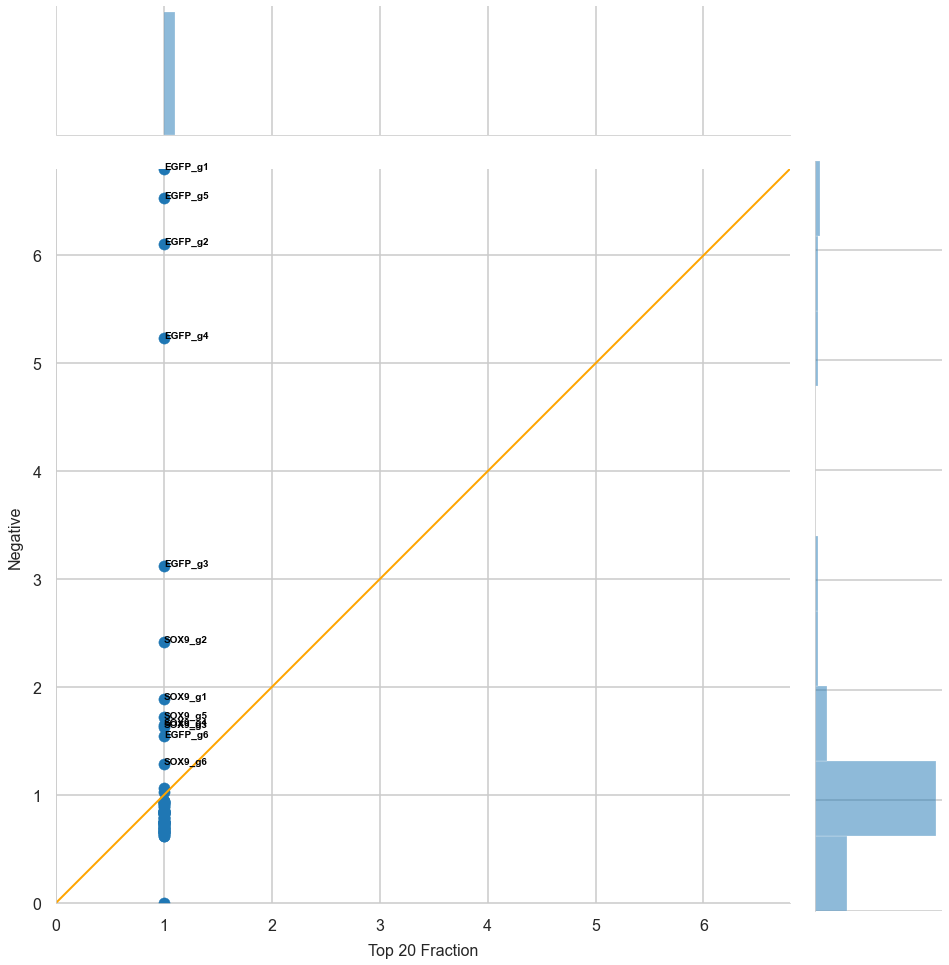 EGFP_g1
EGFP_g5
EGFP_g2
6
EGFP_g4
5
4
Negative
EGFP_g3
3
SOX9_g2
2
SOX9_g1
SOX9_g5
SOX9_g3
EGFP_g6
SOX9_g6
1
0
0 1 2 3 4 5 6
Top 20 Fraction